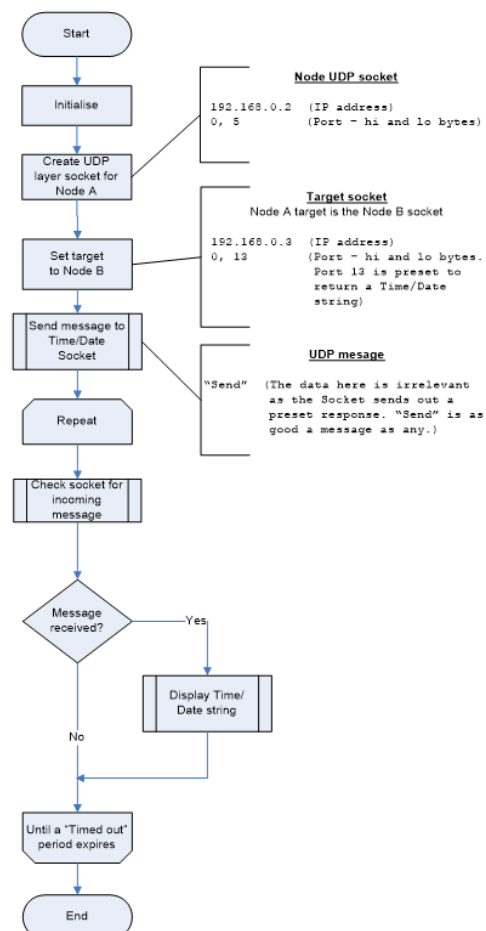 Start
Initialise
Create UDP
layer socket for
Node A
Node UDP socket
192.168.0.2 (IP address)
0, 5 (Port - hi and lo bytes)
Set target
to Node B
Target socket
Node A target is the Node B socket
192.168.0.3 (IP address)
0, 13 (Port - hi and lo bytes.
Port 13 is preset to
return a Time/Date
string)
Send message to
Time/Date
Socket
UDP mesage
“Send” (The data here is irrelevant
as the Socket sends out a
preset response. “Send” is as
good a message as any.)
Repeat
Check socket for
incoming
message
Message
received?
Yes
Display Time/
Date string
No
Until a “Timed out”
period expires
End